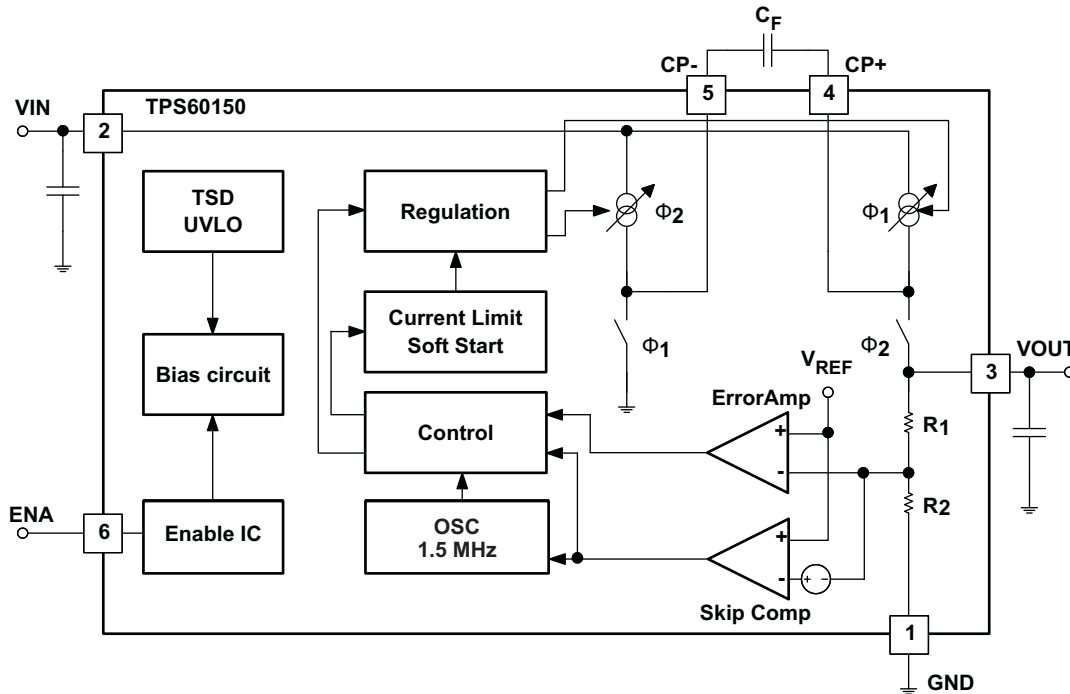 C_F
CP-
CP+
5
4
VIN
TPS60150
2
TSD
UVLO
Regulation
Φ2
Φ1
Current Limit
Soft Start
Φ1
Φ2
VOUT
3
Bias circuit
V_REF
ErrorAmp
+
-
R1
Control
R2
ENA
6
Enable IC
OSC
1.5 MHz
+
-
+ -
Skip Comp
1
GND